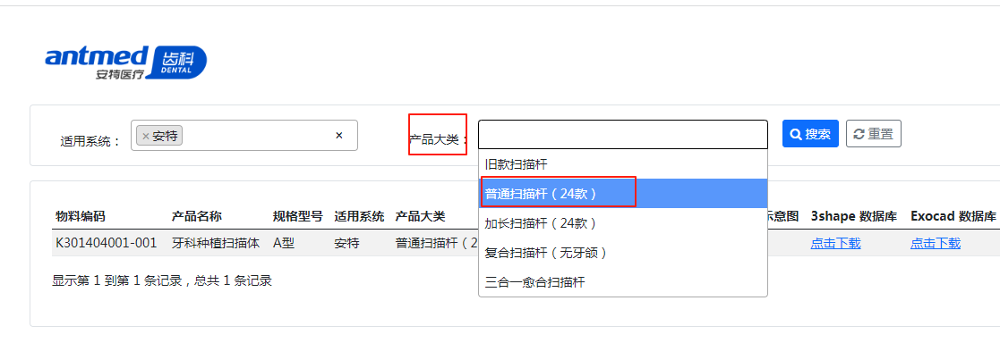 antmed 齿科
安特医疗 DENTAL
适用系统： ×安特 × 产品大类： 搜索 重置
旧款扫描杆
普通扫描杆（24款）
加长扫描杆（24款）
复合扫描杆（无牙颌）
三合一愈合扫描杆
物料编码 产品名称 规格型号 适用系统 产品大类 示意图 3shape 数据库 Exocad 数据库
K301404001-001 牙科种植扫描体 A型 安特 普通扫描杆（2 点击下载 点击下载
显示第 1 到第 1 条记录，总共 1 条记录